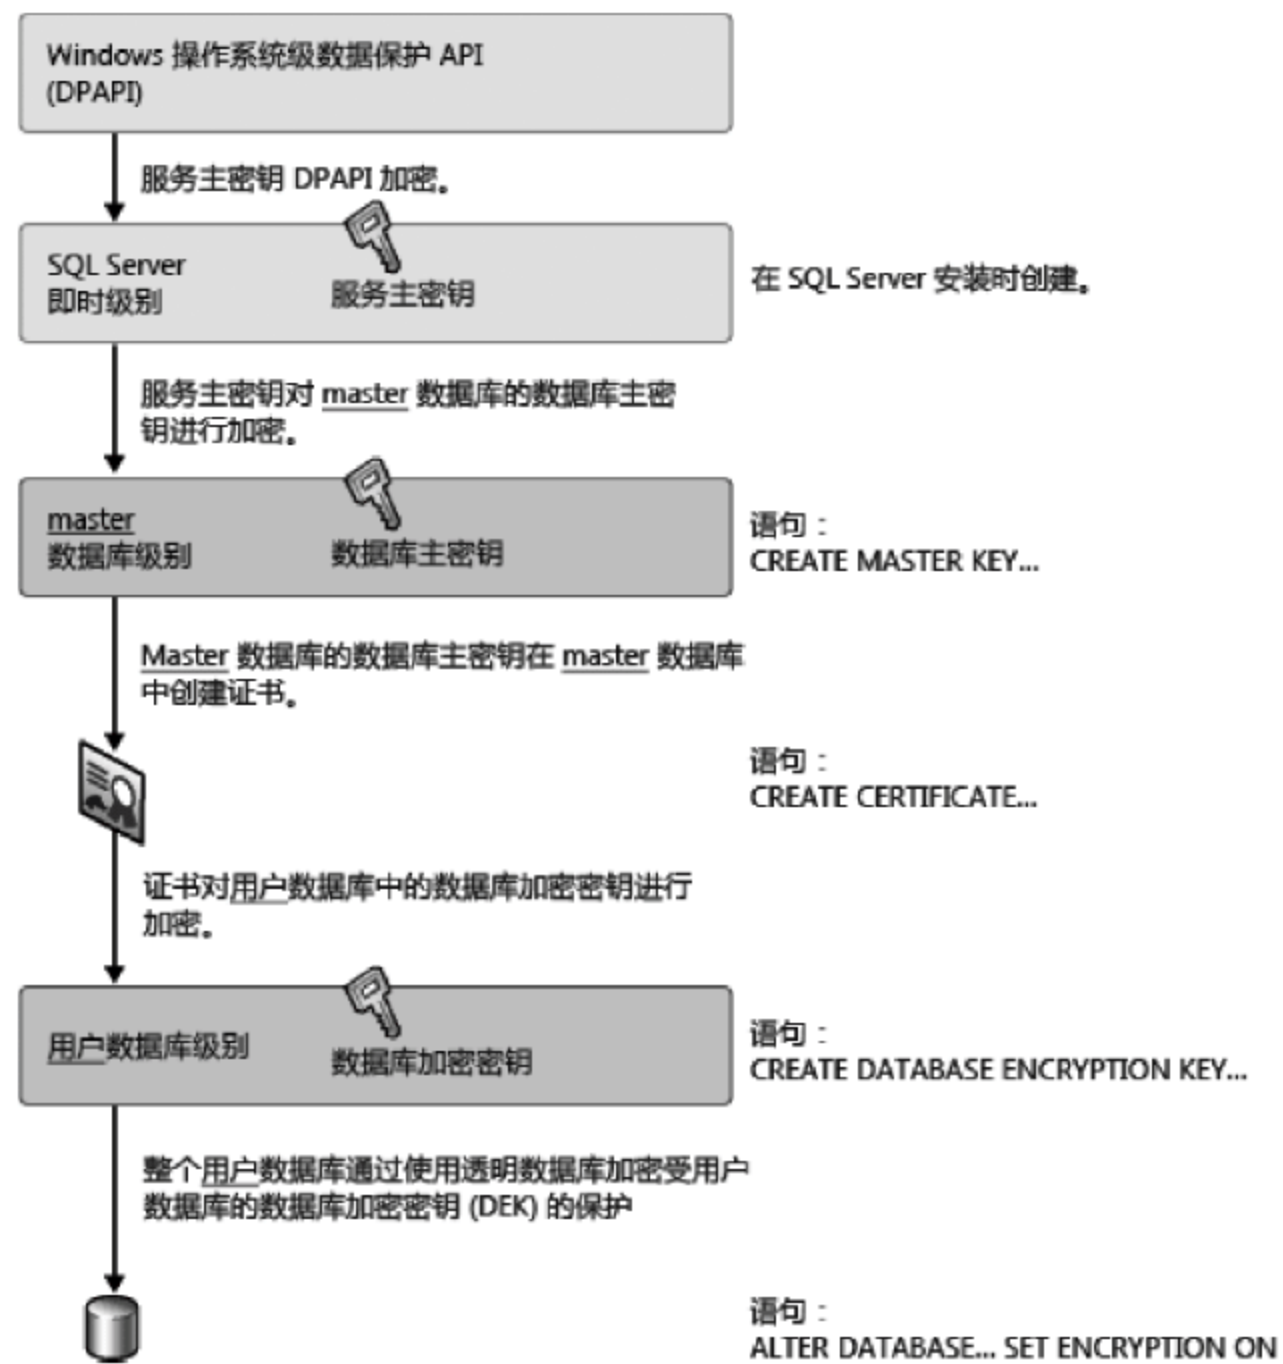 Windows 操作系统级数据保护 API
(DPAPI)
服务主密钥 DPAPI 加密。
SQL Server
即时级别
服务主密钥
在 SQL Server 安装时创建。
服务主密钥对 master 数据库的数据库主密
钥进行加密。
master
数据库级别
数据库主密钥
语句：
CREATE MASTER KEY...
Master 数据库的数据库主密钥在 master 数据库
中创建证书。
语句：
CREATE CERTIFICATE...
证书对用户数据库中的数据库加密密钥进行
加密。
用户数据库级别
数据库加密密钥
语句：
CREATE DATABASE ENCRYPTION KEY...
整个用户数据库通过使用透明数据库加密受用户
数据库的数据库加密密钥 (DEK) 的保护
语句：
ALTER DATABASE... SET ENCRYPTION ON